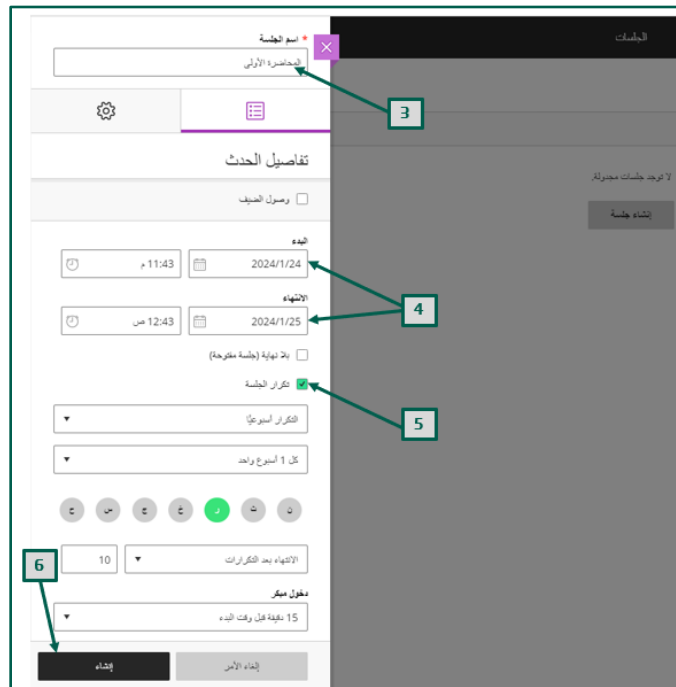 الجلسات
لا توجد جلسات مجدولة.
إنشاء جلسة
* اسم الجلسة
المحاضرة الأولى
3
تفاصيل الحدث
وصول الضيف
البدء
2024/1/24
11:43 م
4
الانتهاء
2024/1/25
12:43 ص
بلا نهاية (جلسة مفتوحة)
تكرار الجلسة
5
التكرار أسبوعيًا
كل 1 أسبوع واحد
ن ث ر خ ج س ح
الانتهاء بعد التكرارات
10
6
دخول مبكر
15 دقيقة قبل وقت البدء
إلغاء الأمر
إنشاء